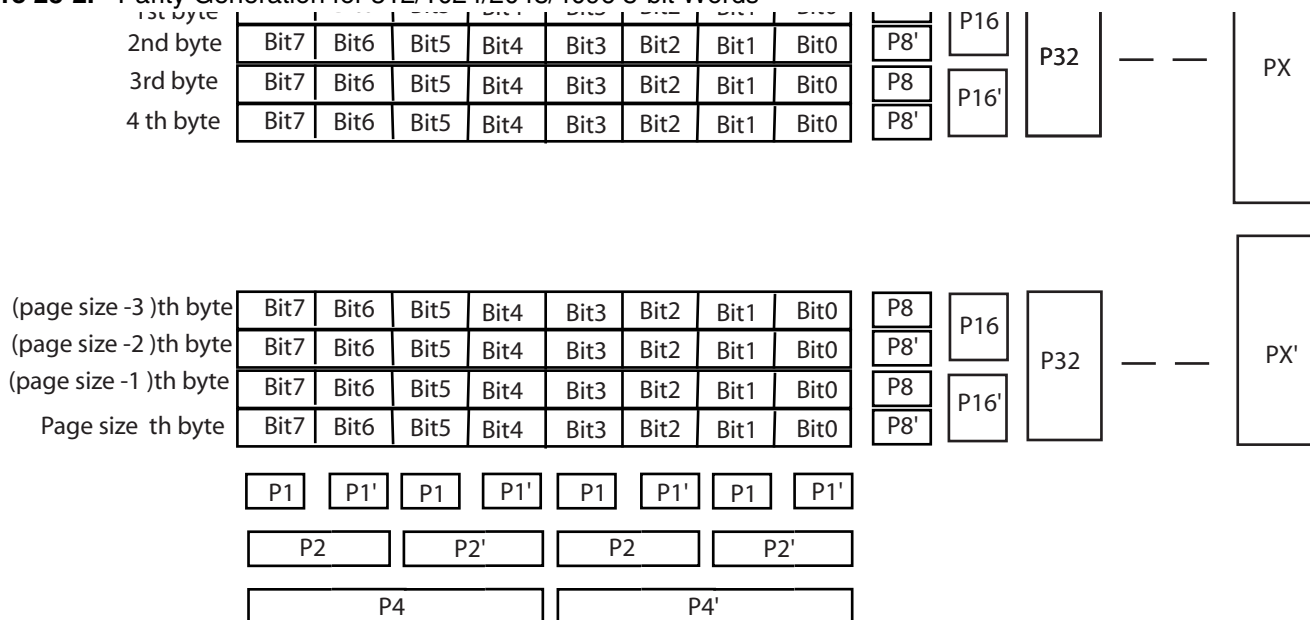 Parity Generation for 512/1024/2048/4096 8-bit Words
1st byte P8 P16
2nd byte Bit7 Bit6 Bit5 Bit4 Bit3 Bit2 Bit1 Bit0 P8' P32 PX
3rd byte Bit7 Bit6 Bit5 Bit4 Bit3 Bit2 Bit1 Bit0 P8 P16'
4 th byte Bit7 Bit6 Bit5 Bit4 Bit3 Bit2 Bit1 Bit0 P8'
(page size -3 )th byte Bit7 Bit6 Bit5 Bit4 Bit3 Bit2 Bit1 Bit0 P8 P16
(page size -2 )th byte Bit7 Bit6 Bit5 Bit4 Bit3 Bit2 Bit1 Bit0 P8' P32 PX'
(page size -1 )th byte Bit7 Bit6 Bit5 Bit4 Bit3 Bit2 Bit1 Bit0 P8 P16'
Page size th byte Bit7 Bit6 Bit5 Bit4 Bit3 Bit2 Bit1 Bit0 P8'
P1 P1' P1 P1' P1 P1' P1 P1'
P2 P2' P2 P2'
P4 P4'